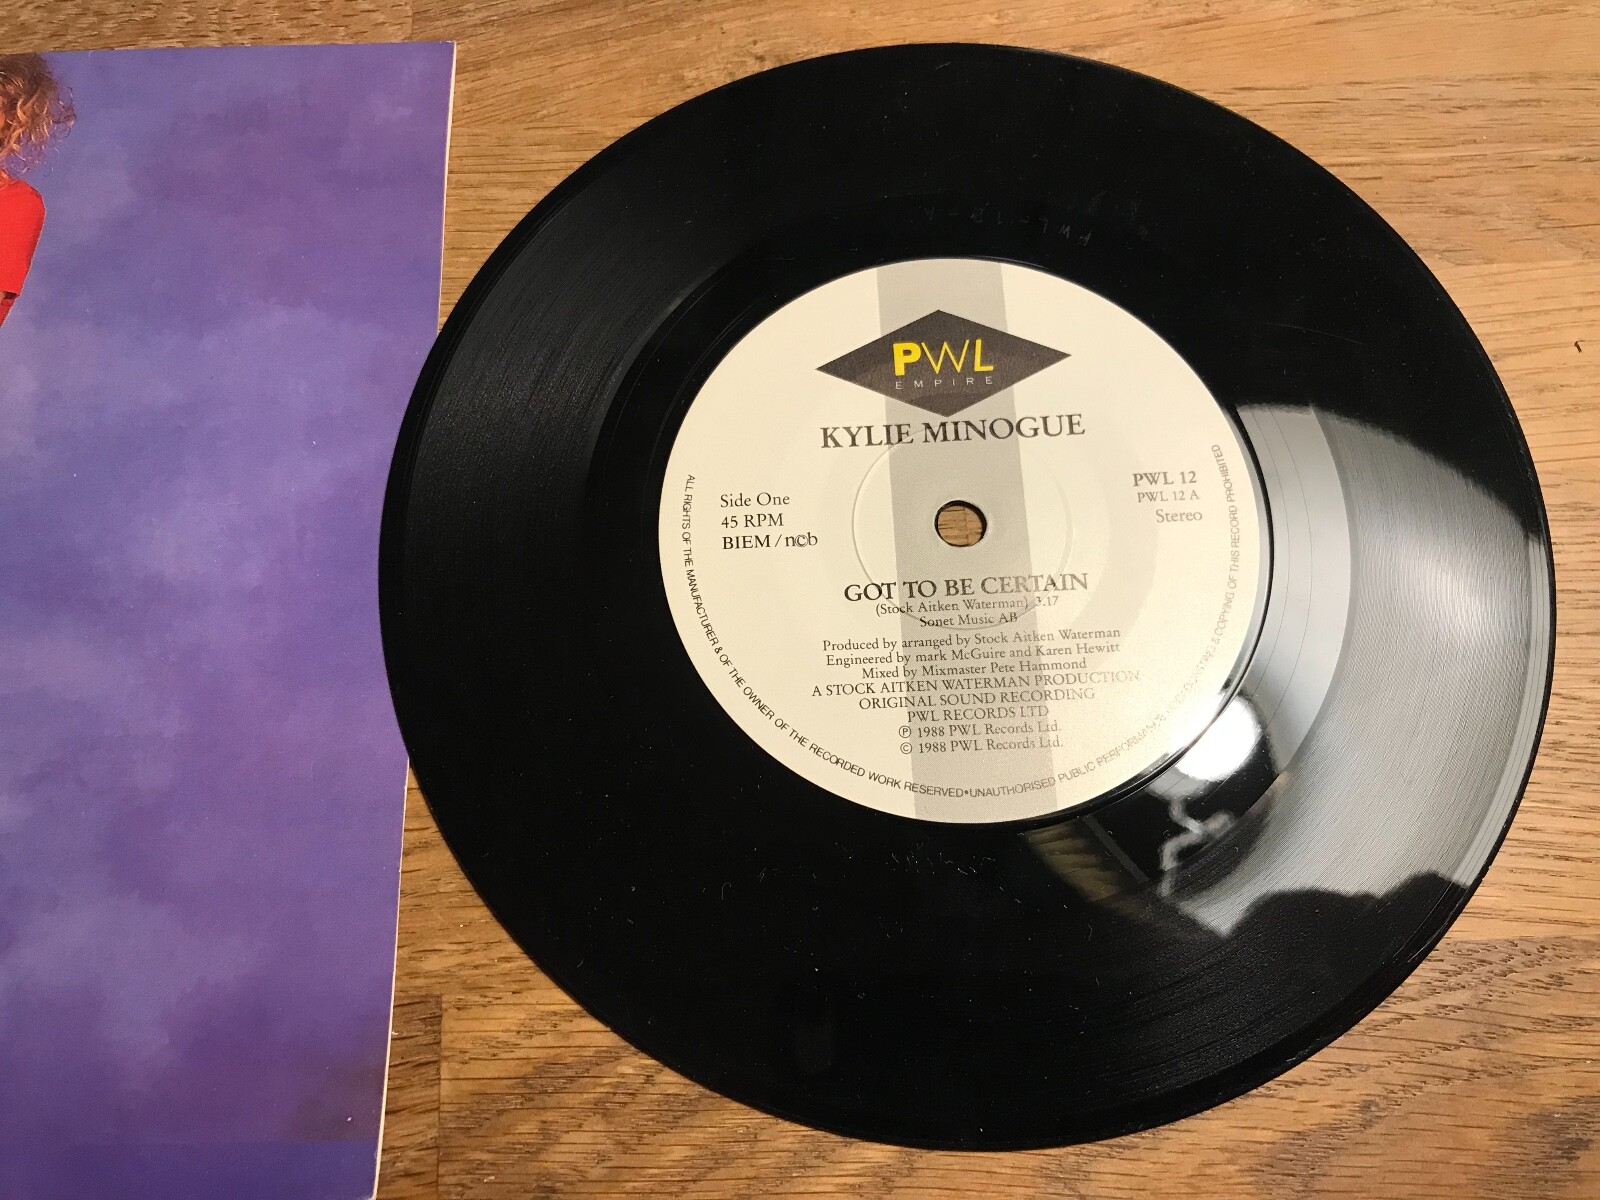 PWL
EMPIRE
KYLIE MINOGUE
Side One
45 RPM
BIEM / n©b
PWL 12
PWL 12 A
Stereo
GOT TO BE CERTAIN
(Stock Aitken Waterman) 3.17
Sonet Music AB
Produced by arranged by Stock Aitken Waterman
Engineered by mark McGuire and Karen Hewitt
Mixed by Mixmaster Pete Hammond
A STOCK AITKEN WATERMAN PRODUCTION
ORIGINAL SOUND RECORDING
PWL RECORDS LTD
℗ 1988 PWL Records Ltd.
© 1988 PWL Records Ltd.
ALL RIGHTS OF THE MANUFACTURER & OF THE OWNER OF THE RECORDED WORK RESERVED•UNAUTHORISED PUBLIC PERFORMANCE & COPYING OF THIS RECORD PROHIBITED